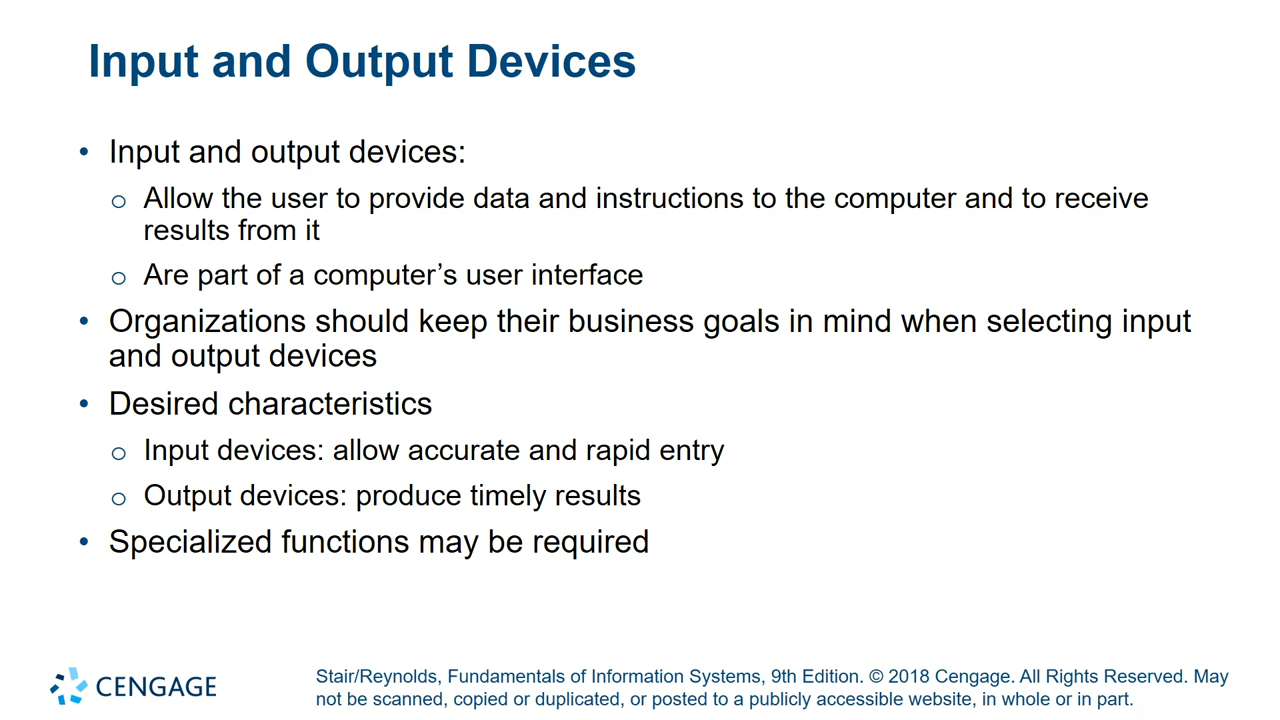 Input and Output Devices
• Input and output devices:
o Allow the user to provide data and instructions to the computer and to receive
results from it
o Are part of a computer’s user interface
• Organizations should keep their business goals in mind when selecting input
and output devices
• Desired characteristics
o Input devices: allow accurate and rapid entry
o Output devices: produce timely results
• Specialized functions may be required
CENGAGE
Stair/Reynolds, Fundamentals of Information Systems, 9th Edition. © 2018 Cengage. All Rights Reserved. May
not be scanned, copied or duplicated, or posted to a publicly accessible website, in whole or in part.